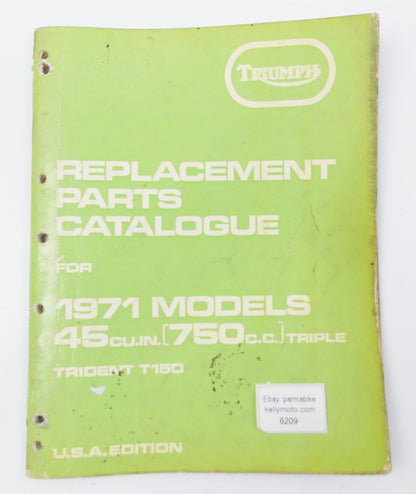 TRIUMPH
REPLACEMENT
PARTS
CATALOGUE
FOR
1971 MODELS
45 CU.IN. [750 C.C.] TRIPLE
TRIDENT T150
Ebay parmabike
kellymoto.com
6209
U.S.A. EDITION